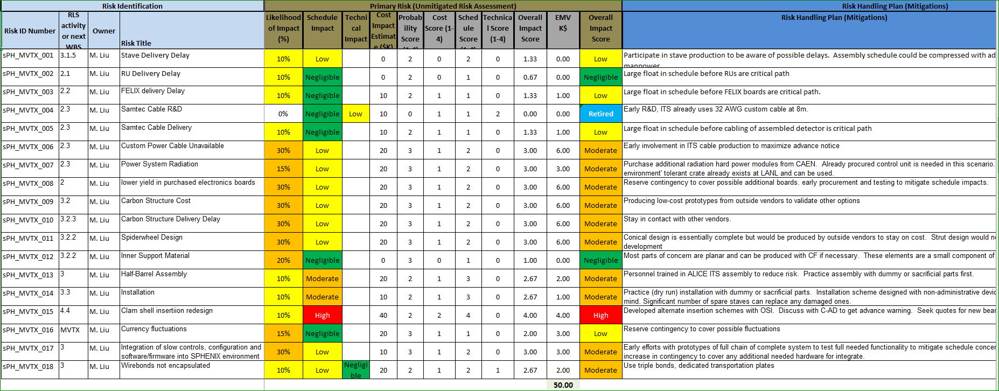 Risk Identification Primary Risk (Unmitigated Risk Assessment) Risk Handling Plan (Mitigations)
Risk ID Number RLS activity or next WBS Owner Risk Title Likelihood of Impact (%) Schedule Impact Techni cal Impact Cost Impact Estimat e ($K) Probab ility Score (1-4) Cost Score (1-4) Sched ule Score (1-4) Technica l Score (1-4) Overall Impact Score EMV K$ Overall Impact Score Risk Handling Plan (Mitigations)
sPH_MVTX_001 3.1.5 M. Liu Stave Delivery Delay 10% Low 0 2 0 2 0 1.33 0.00 Low Participate in stave production to be aware of possible delays. Assembly schedule could be compressed with ad
manpower
sPH_MVTX_002 2.1 M. Liu RU Delivery Delay 10% Negligible 0 2 0 1 0 0.67 0.00 Negligible Large float in schedule before RUs are critical path
sPH_MVTX_003 2.2 M. Liu FELIX delivery Delay 10% Negligible 10 2 1 1 0 1.33 1.00 Low Large float in schedule before FELIX boards are critical path.
sPH_MVTX_004 2.3 M. Liu Samtec Cable R&D 0% Negligible Low 10 0 1 1 2 0.00 0.00 Retired Early R&D, ITS already uses 32 AWG custom cable at 8m.
sPH_MVTX_005 2.3 M. Liu Samtec Cable Delivery 10% Negligible 10 2 1 1 0 1.33 1.00 Low Large float in schedule before cabling of assembled detector is critical path
sPH_MVTX_006 2.3 M. Liu Custom Power Cable Unavailable 30% Low 20 3 1 2 0 3.00 6.00 Moderate Early involvement in ITS cable production to maximize advance notice
sPH_MVTX_007 2.3 M. Liu Power System Radiation 15% Low 20 3 1 2 0 3.00 3.00 Moderate Purchase additional radiation hard power modules from CAEN. Already procured control unit is needed in this scenario.
environment' tolerant crate already exists at LANL and can be used.
sPH_MVTX_008 2 M. Liu lower yield in purchased electronics boards 30% Low 20 3 1 2 0 3.00 6.00 Moderate Reserve contingency to cover possible additional boards. early procurement and testing to mitigate schedule impacts.
sPH_MVTX_009 3.2 M. Liu Carbon Structure Cost 30% Low 20 3 1 2 0 3.00 6.00 Moderate Producing low-cost prototypes from outside vendors to validate other options
sPH_MVTX_010 3.2.3 M. Liu Carbon Structure Delivery Delay 30% Low 20 3 1 2 0 3.00 6.00 Moderate Stay in contact with other vendors.
sPH_MVTX_011 3.2.2 M. Liu Spiderwheel Design 30% Low 20 3 1 2 0 3.00 6.00 Moderate Conical design is essentially complete but would be produced by outside vendors to stay on cost. Strut design would
development
sPH_MVTX_012 3.2.2 M. Liu Inner Support Material 20% Negligible 0 3 0 1 0 1.00 0.00 Negligible Most parts of concern are planar and can be produced with CF if necessary. These elements are a small component of
sPH_MVTX_013 3 M. Liu Half-Barrel Assembly 10% Moderate 20 2 1 3 0 2.67 2.00 Moderate Personnel trained in ALICE ITS assembly to reduce risk. Practice assembly with dummy or sacrificial parts first.
sPH_MVTX_014 3.3 M. Liu Installation 10% Moderate 10 2 1 3 0 2.67 1.00 Moderate Practice (dry run) installation with dummy or sacrificial parts. Installation scheme designed with non-administrative devic
mind. Significant number of spare staves can replace any damaged ones.
sPH_MVTX_015 4.4 M. Liu Clam shell insertiion redesign 10% High 40 2 2 4 0 4.00 4.00 High Developed alternate insertion schemes with OSI. Discuss with C-AD to get advance warning. Seek quotes for new bear
sPH_MVTX_016 MVTX M. Liu Currency fluctuations 15% Negligible 20 3 1 1 0 2.00 3.00 Low Reserve contingency to cover possible fluctuations
sPH_MVTX_017 3 M. Liu Integration of slow controls, configuration and 30% Low 10 3 1 2 0 3.00 3.00 Moderate Early efforts with prototypes of full chain of complete system to test full needed functionality to mitigate schedule concer
software/firmware into SPHENIX environment increase in contingency to cover any additional needed hardware for integrate.
sPH_MVTX_018 3 M. Liu Wirebonds not encapsulated 10% Low Negligi ble 20 2 1 2 1 2.67 2.00 Moderate Use triple bonds, dedicated transportation plates
50.00